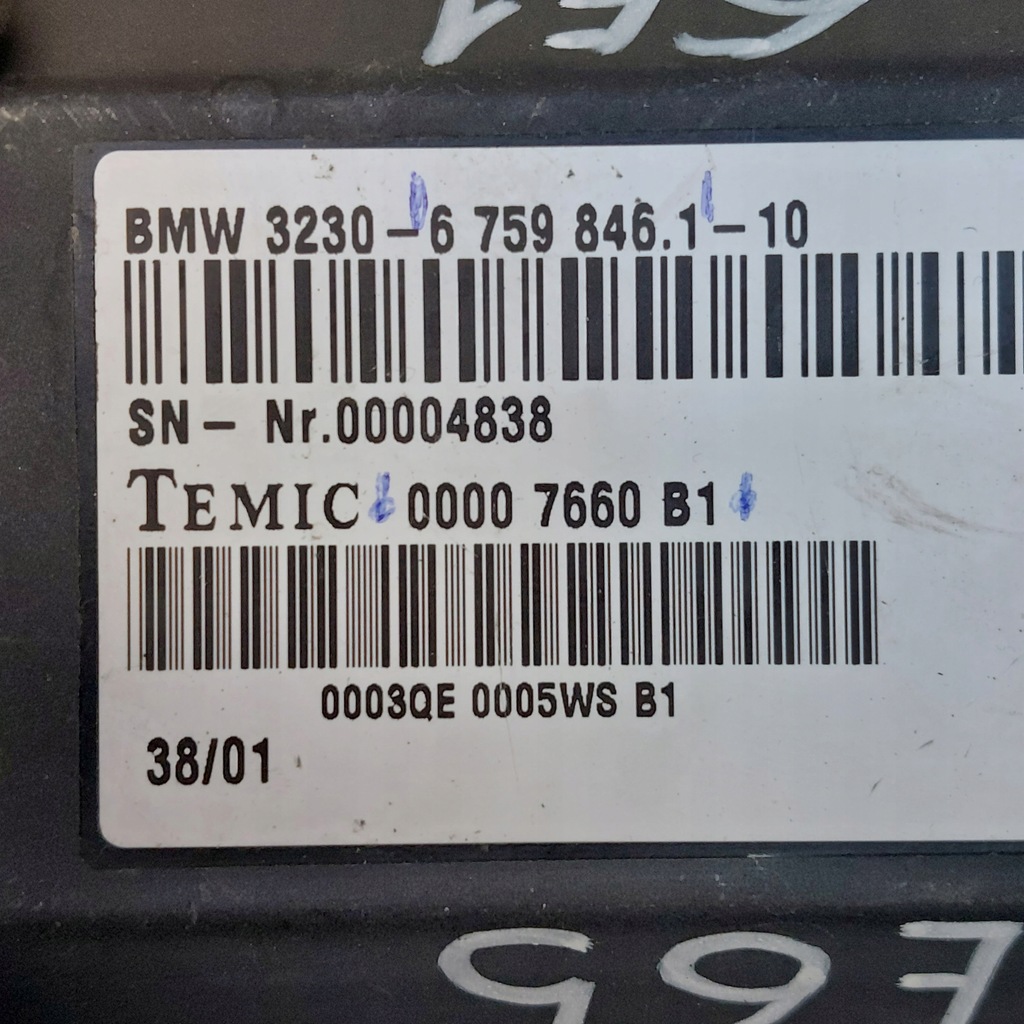 BMW 3230-6 759 846.1-10
SN- Nr.00004838
TEMIC 0000 7660 B1
0003QE 0005WS B1
38/01
E65